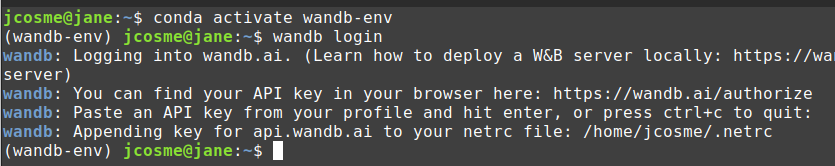 jcosme@jane:~$ conda activate wandb-env
(wandb-env) jcosme@jane:~$ wandb login
wandb: Logging into wandb.ai. (Learn how to deploy a W&B server locally: https://wa
server)
wandb: You can find your API key in your browser here: https://wandb.ai/authorize
wandb: Paste an API key from your profile and hit enter, or press ctrl+c to quit:
wandb: Appending key for api.wandb.ai to your netrc file: /home/jcosme/.netrc
(wandb-env) jcosme@jane:~$